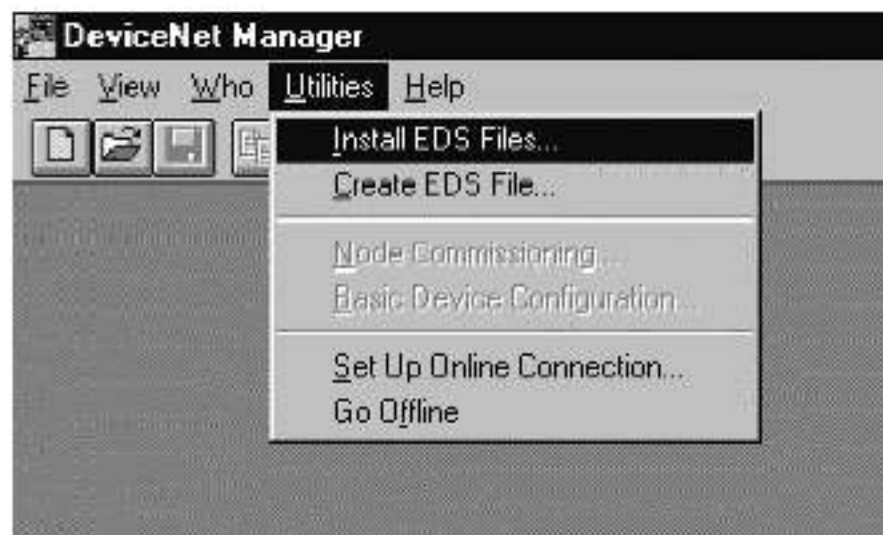 DeviceNet Manager
File View Who Utilities Help
Install EDS Files...
Create EDS File...
Node Commissioning...
Basic Device Configuration...
Set Up Online Connection...
Go Offline